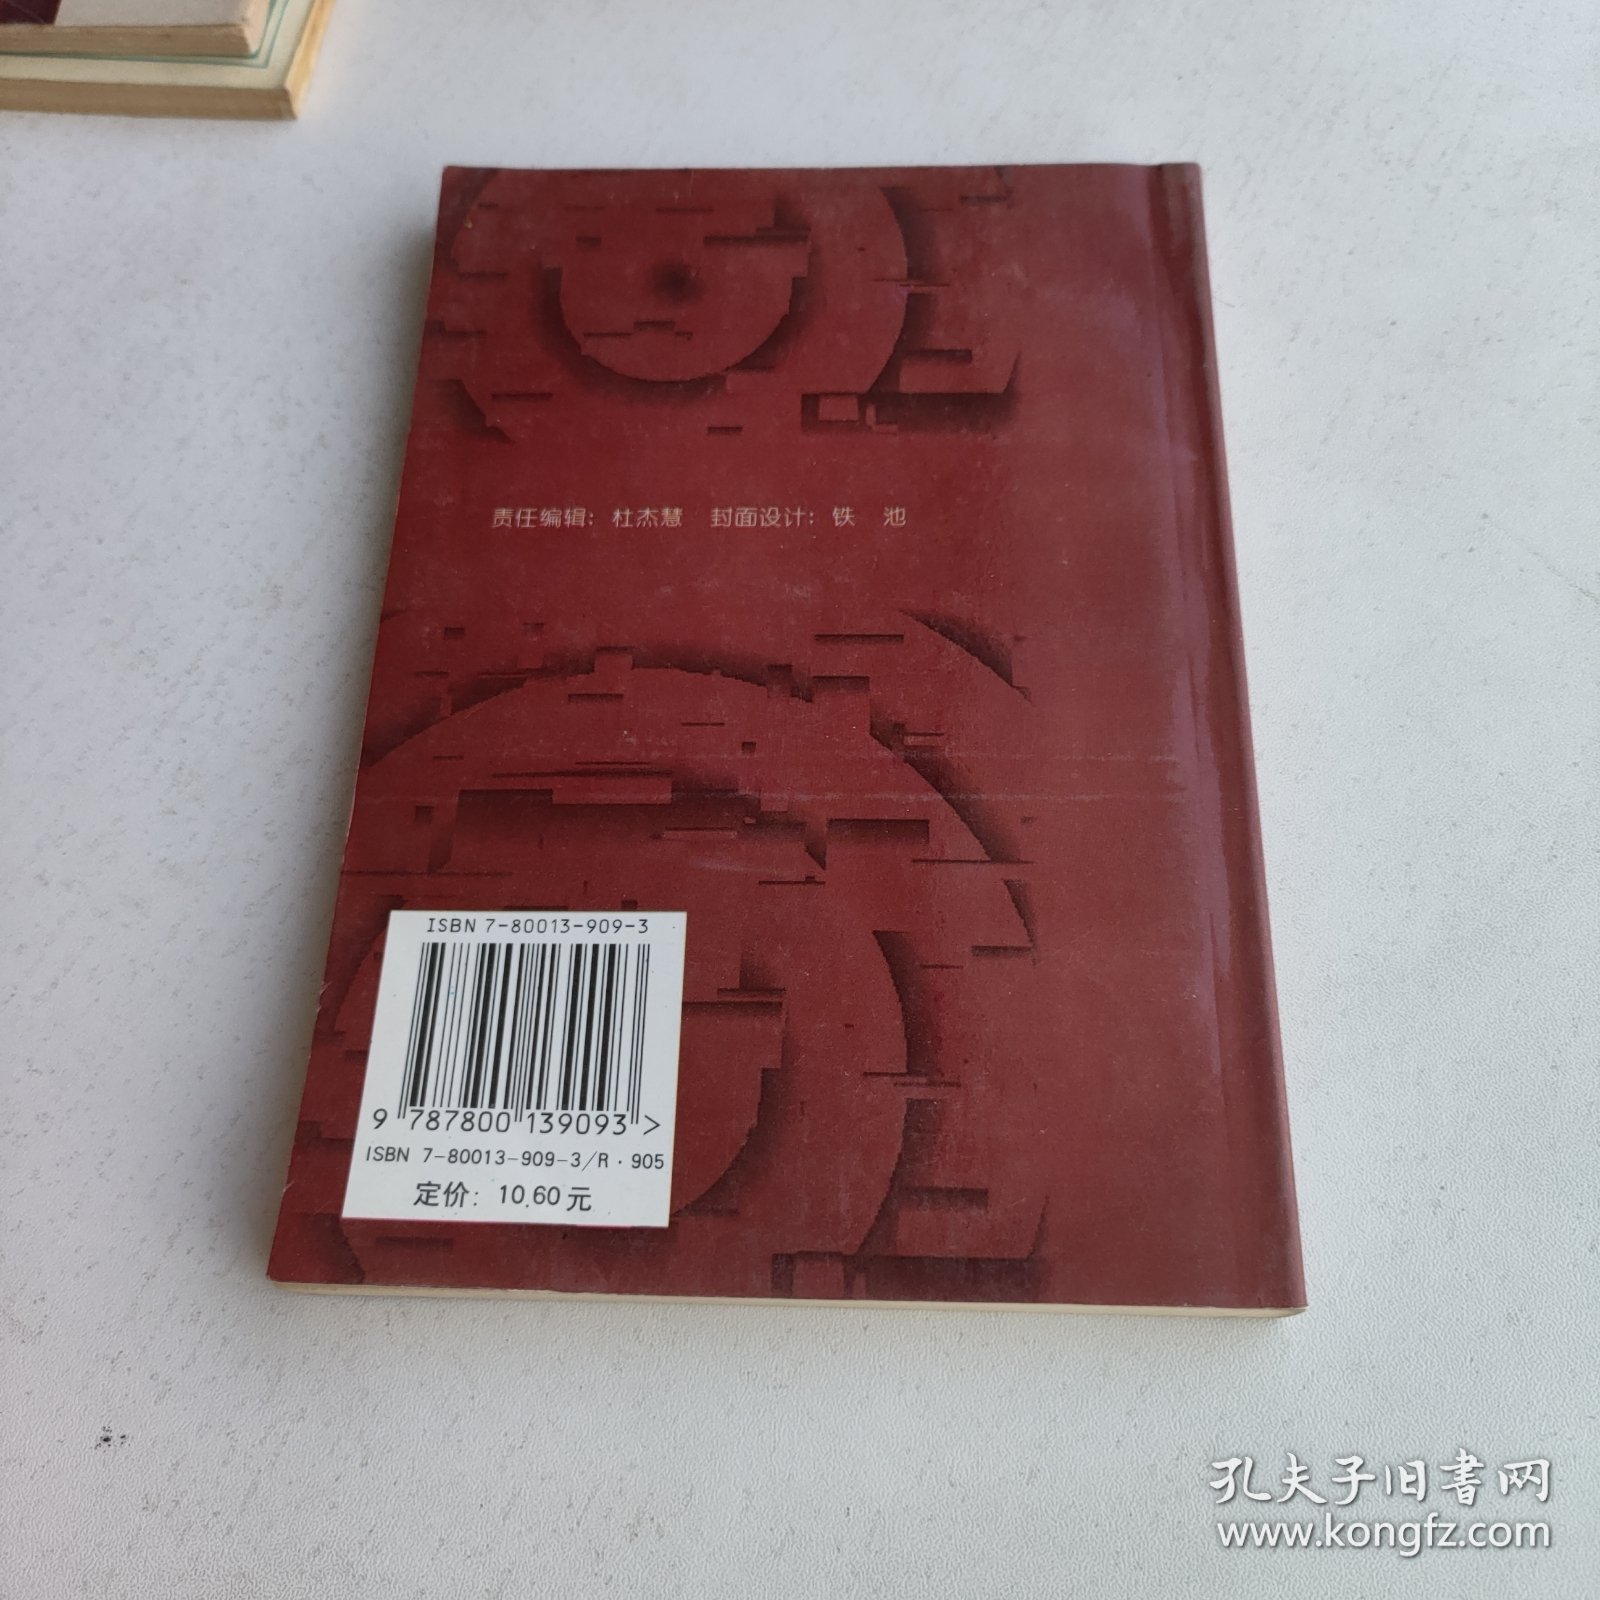 责任编辑：杜杰慧 封面设计：铁 池
ISBN 7-80013-909-3
9 787800 139093 >
ISBN 7-80013-909-3/R·905
定价：10.60元
孔夫子旧书网
www.kongfz.com